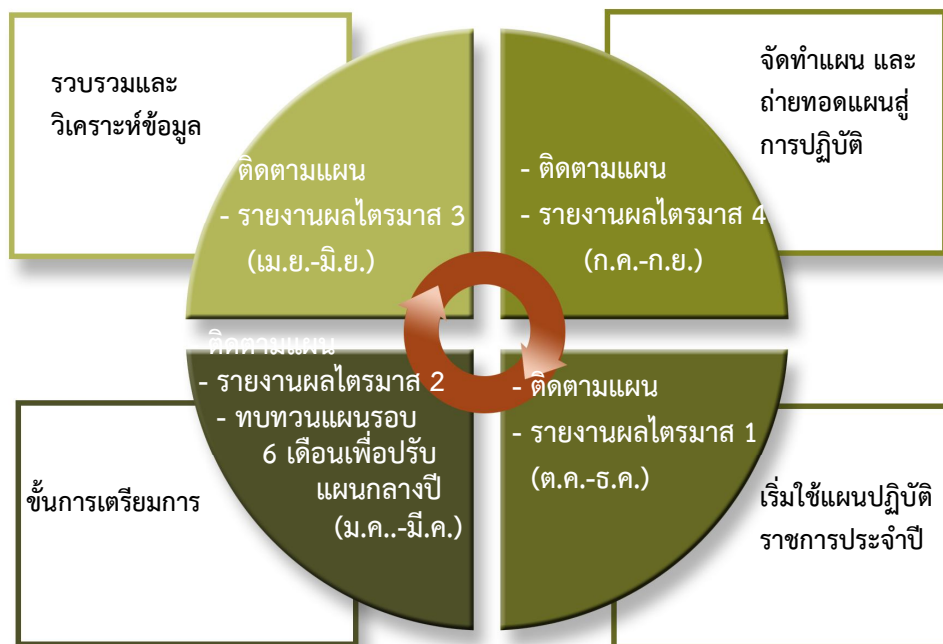 รวบรวมและ
วิเคราะห์ข้อมูล
ติดตามแผน
- รายงานผลไตรมาส 3
(เม.ย.-มิ.ย.)
จัดทำแผน และ
ถ่ายทอดแผนสู่
การปฏิบัติ
- ติดตามแผน
- รายงานผลไตรมาส 4
(ก.ค.-ก.ย.)
ขั้นการเตรียมการ
ติดตามแผน
- รายงานผลไตรมาส 2
- ทบทวนแผนรอบ
6 เดือนเพื่อปรับ
แผนกลางปี
(ม.ค..-มี.ค.)
- ติดตามแผน
- รายงานผลไตรมาส 1
(ต.ค.-ธ.ค.)
เริ่มใช้แผนปฏิบัติ
ราชการประจำปี